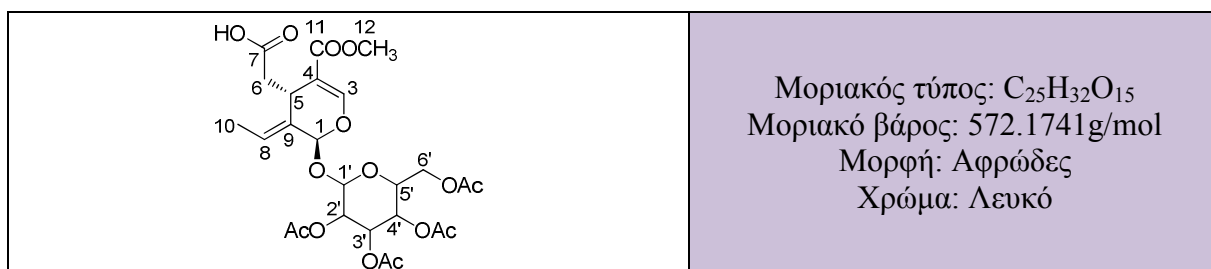 HO
O
7
6
11
12
COOCH3
4
3
5
10
8
9
1
O
O
1'
O
6'
5'
OAc
2'
AcO
3'
4'
OAc
OAc
Μοριακός τύπος: C25H32O15
Μοριακό βάρος: 572.1741g/mol
Μορφή: Αφρώδες
Χρώμα: Λευκό